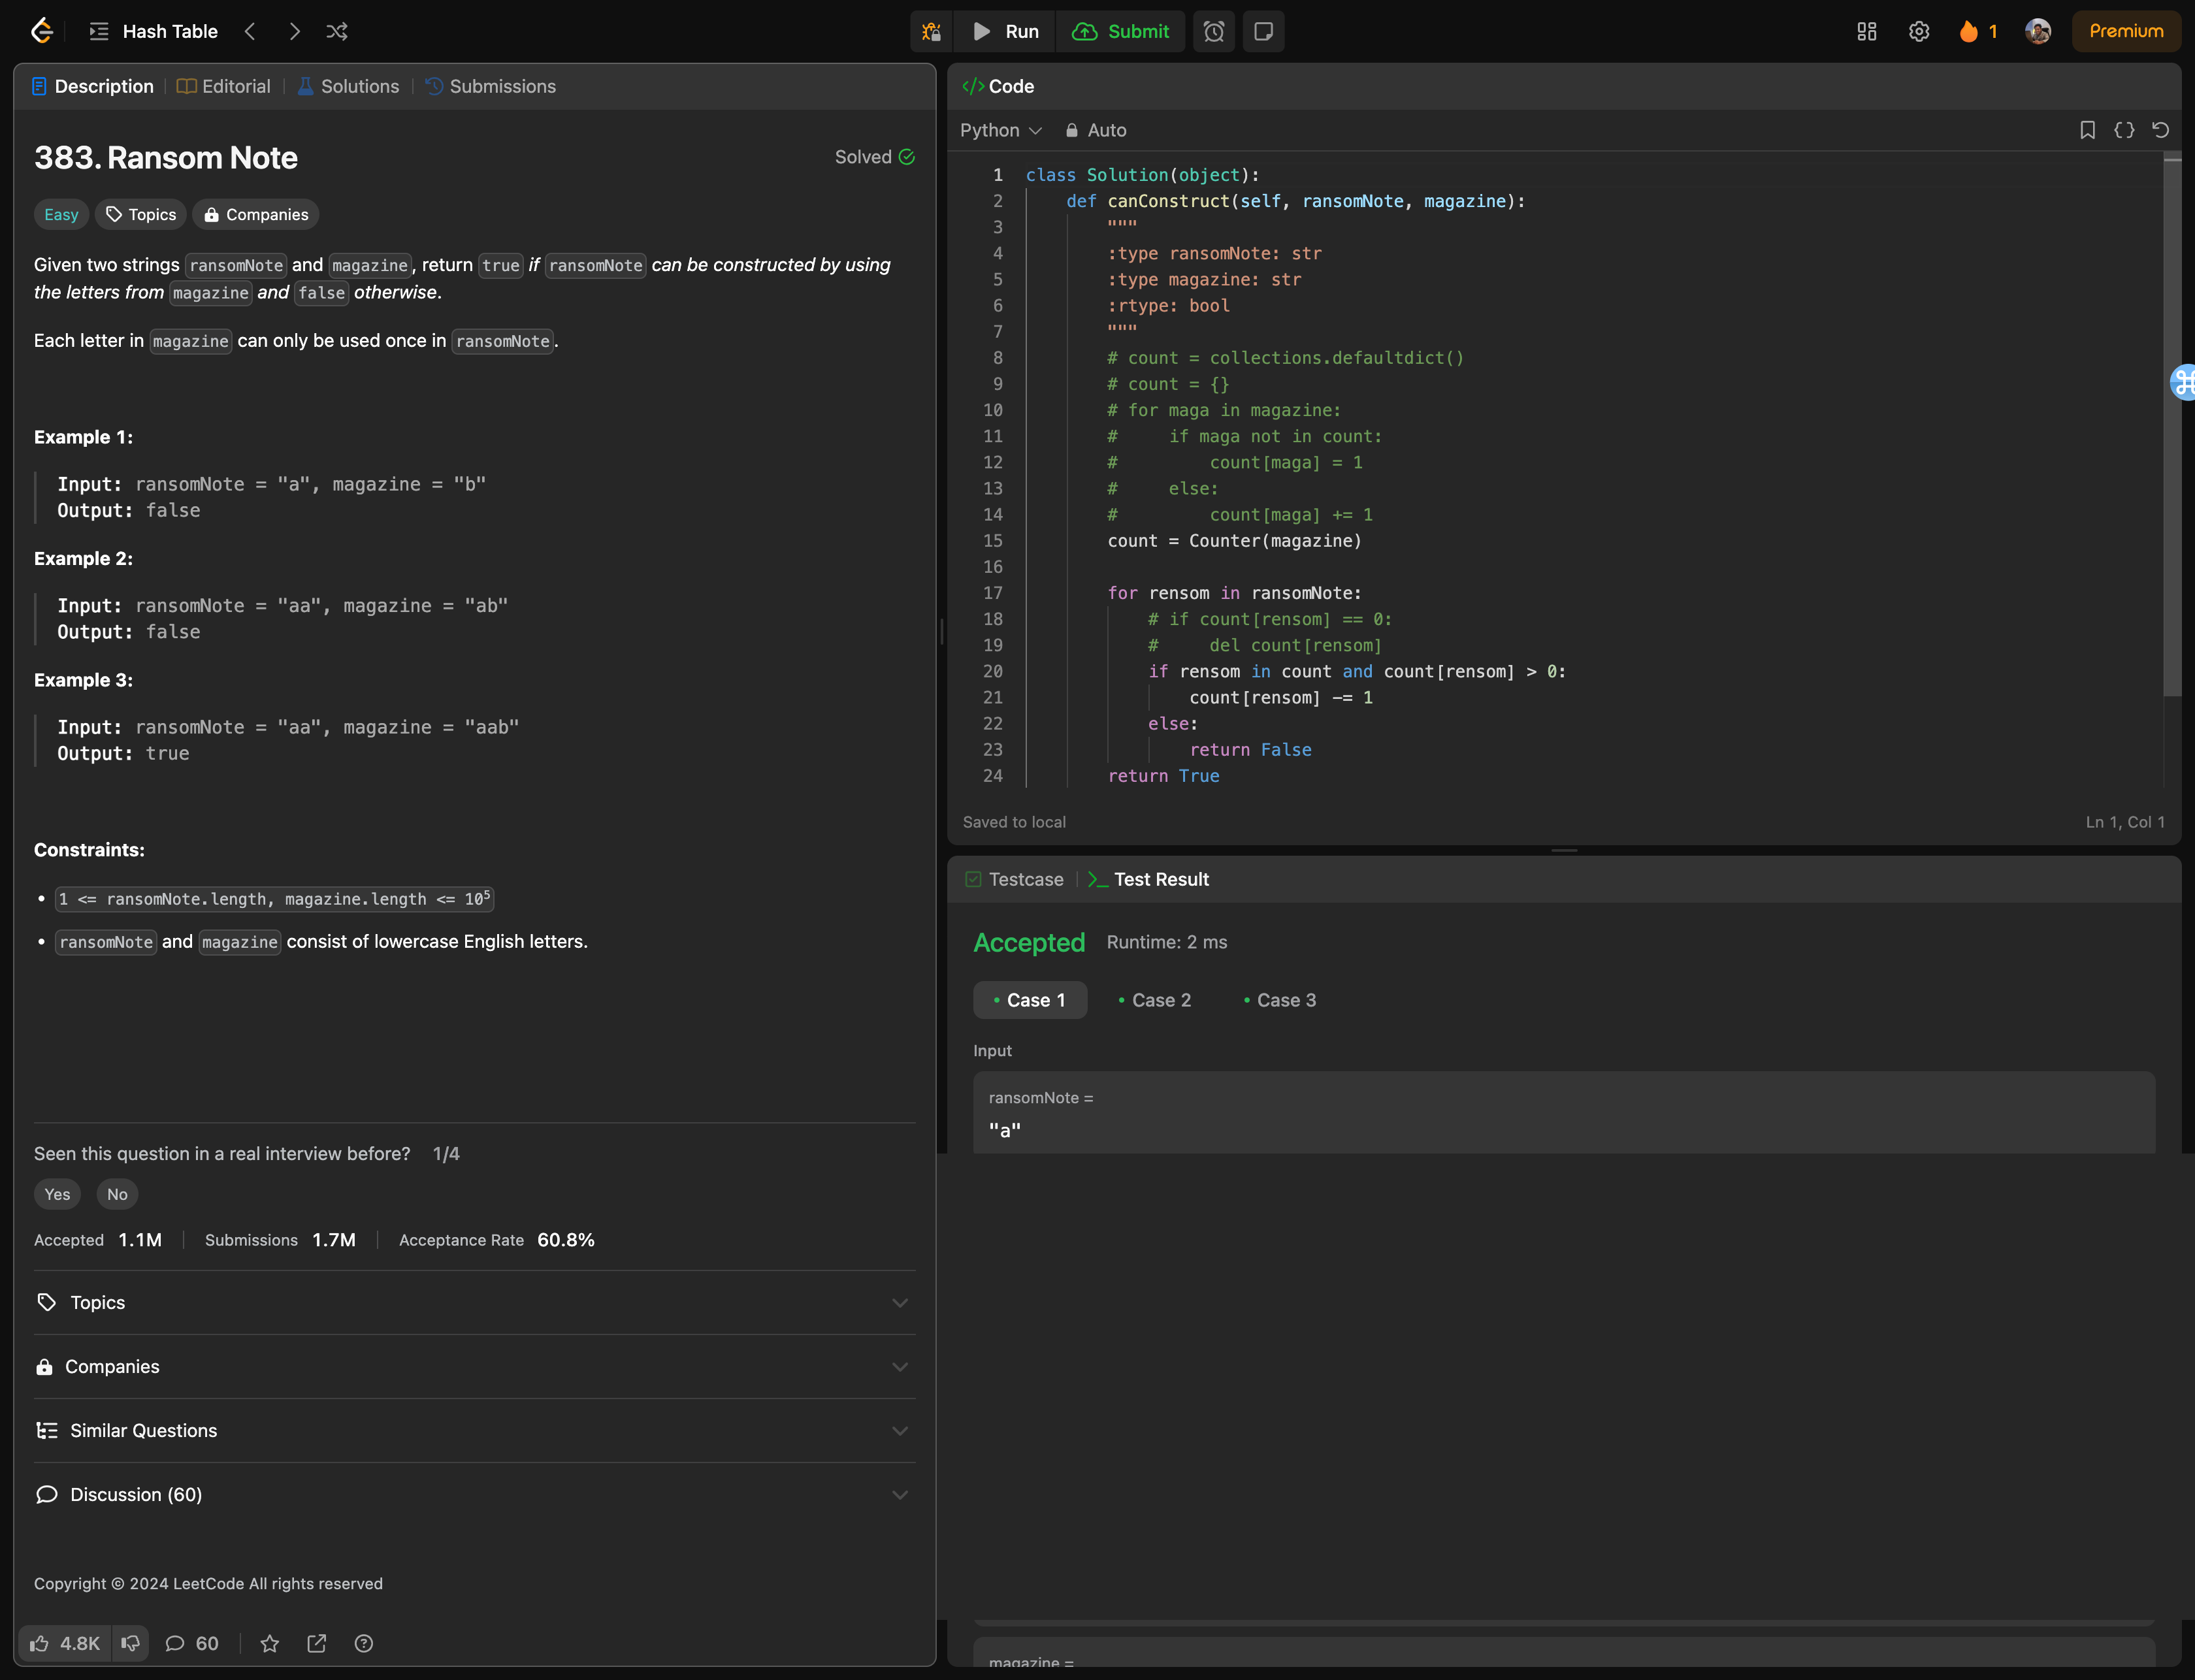 Hash Table
Run
Submit
1
Premium
Description
Editorial
Solutions
Submissions
383. Ransom Note
Solved
Easy
Topics
Companies
Given two strings ransomNote and magazine, return true if ransomNote can be constructed by using
the letters from magazine and false otherwise.
Each letter in magazine can only be used once in ransomNote.
Example 1:
Input: ransomNote = "a", magazine = "b"
Output: false
Example 2:
Input: ransomNote = "aa", magazine = "ab"
Output: false
Example 3:
Input: ransomNote = "aa", magazine = "aab"
Output: true
Constraints:
• 1 <= ransomNote.length, magazine.length <= 10⁵
• ransomNote and magazine consist of lowercase English letters.
Seen this question in a real interview before? 1/4
Yes
No
Accepted 1.1M
Submissions 1.7M
Acceptance Rate 60.8%
Topics
Companies
Similar Questions
Discussion (60)
Copyright © 2024 LeetCode All rights reserved
4.8K
60
</> Code
Python
Auto
1 class Solution(object):
2     def canConstruct(self, ransomNote, magazine):
3         """
4         :type ransomNote: str
5         :type magazine: str
6         :rtype: bool
7         """
8         # count = collections.defaultdict()
9         # count = {}
10         # for maga in magazine:
11         #     if maga not in count:
12         #         count[maga] = 1
13         #     else:
14         #         count[maga] += 1
15         count = Counter(magazine)
16
17         for rensom in ransomNote:
18             # if count[rensom] == 0:
19             #     del count[rensom]
20             if rensom in count and count[rensom] > 0:
21                 count[rensom] -= 1
22             else:
23                 return False
24         return True
Saved to local
Ln 1, Col 1
Testcase
>_ Test Result
Accepted
Runtime: 2 ms
• Case 1
• Case 2
• Case 3
Input
ransomNote =
"a"
magazine =